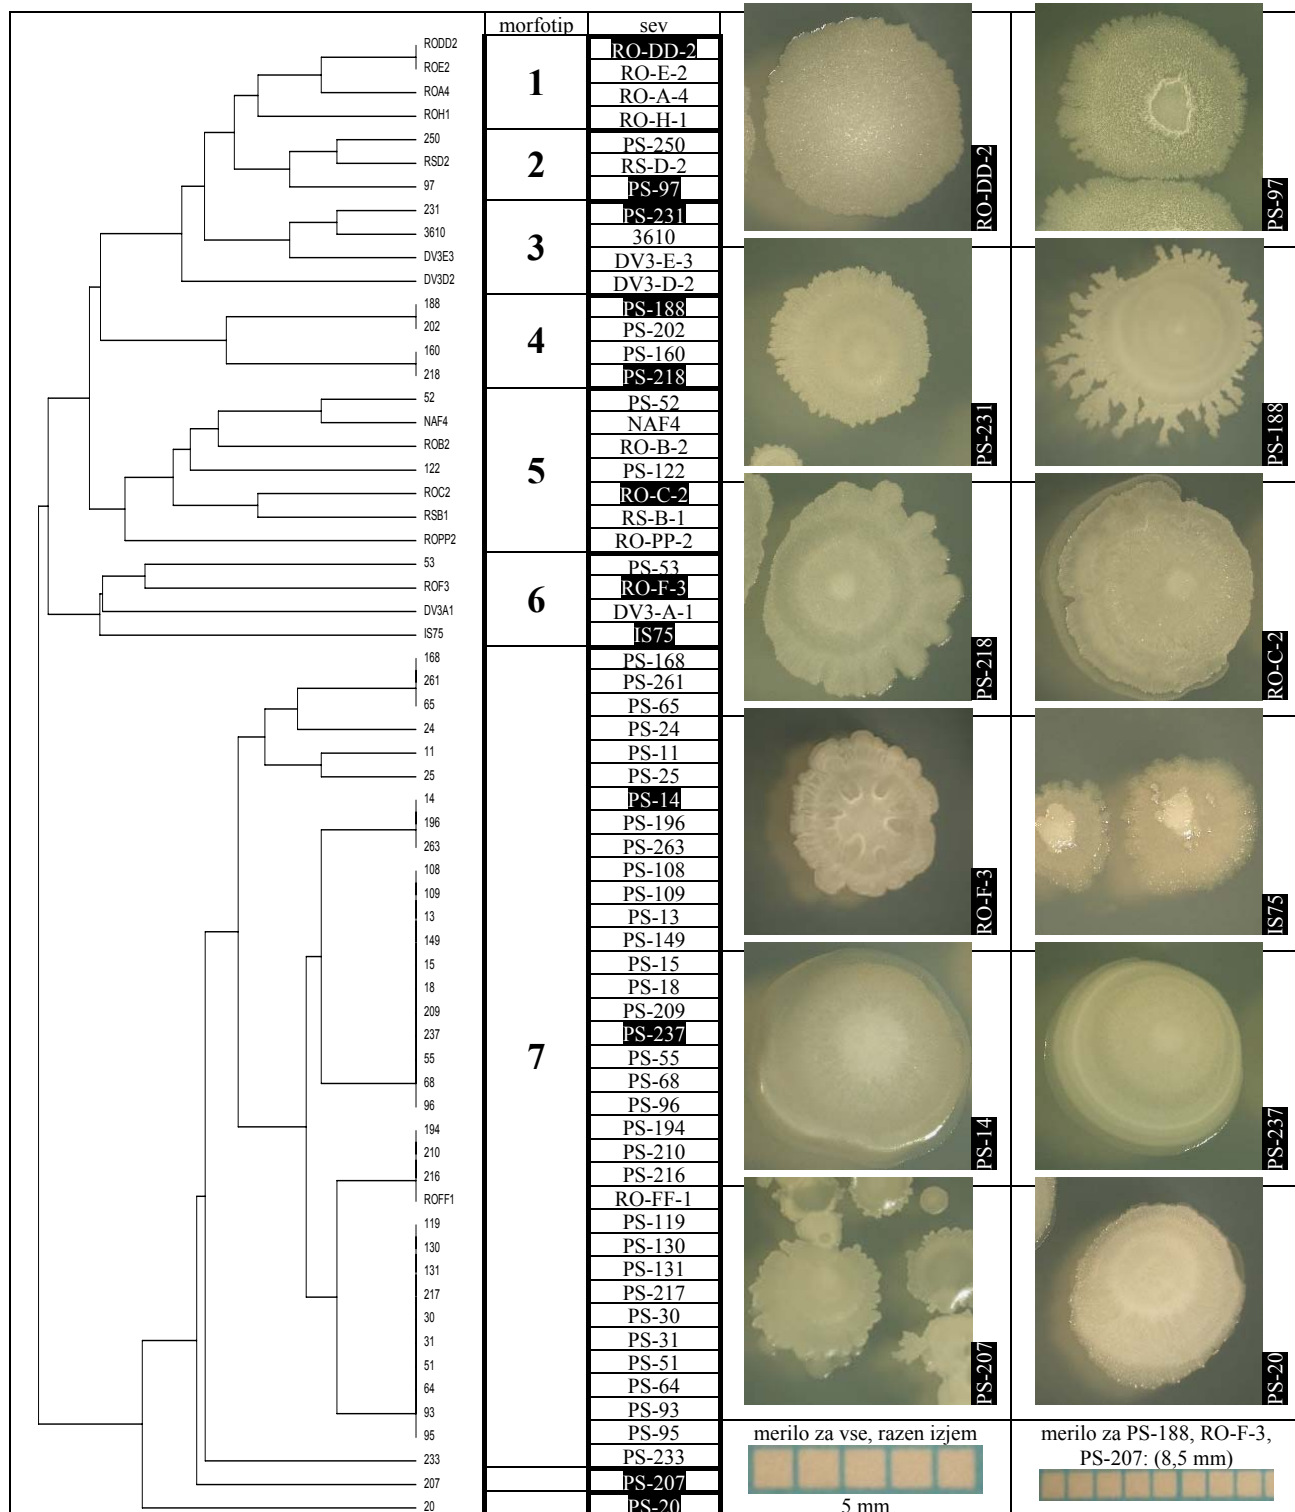 morfotip sev
RODD2
ROE2
ROA4
ROH1
250
RSD2
97
231
3610
DV3E3
DV3D2
188
202
160
218
52
NAF4
ROB2
122
ROC2
RSB1
ROPP2
53
ROF3
DV3A1
IS75
168
261
65
24
11
25
14
196
263
108
109
13
149
15
18
209
237
55
68
96
194
210
216
ROFF1
119
130
131
217
30
31
51
64
93
95
233
207
20
1
2
3
4
5
6
7
RO-DD-2
RO-E-2
RO-A-4
RO-H-1
PS-250
RS-D-2
PS-97
PS-231
3610
DV3-E-3
DV3-D-2
PS-188
PS-202
PS-160
PS-218
PS-52
NAF4
RO-B-2
PS-122
RO-C-2
RS-B-1
RO-PP-2
PS-53
RO-F-3
DV3-A-1
IS75
PS-168
PS-261
PS-65
PS-24
PS-11
PS-25
PS-14
PS-196
PS-263
PS-108
PS-109
PS-13
PS-149
PS-15
PS-18
PS-209
PS-237
PS-55
PS-68
PS-96
PS-194
PS-210
PS-216
RO-FF-1
PS-119
PS-130
PS-131
PS-217
PS-30
PS-31
PS-51
PS-64
PS-93
PS-95
PS-233
PS-207
PS-20
RO-DD-2
PS-97
PS-231
PS-188
PS-218
RO-C-2
RO-F-3
IS75
PS-14
PS-237
PS-207
PS-20
merilo za vse, razen izjem
5 mm
merilo za PS-188, RO-F-3,
PS-207: (8,5 mm)